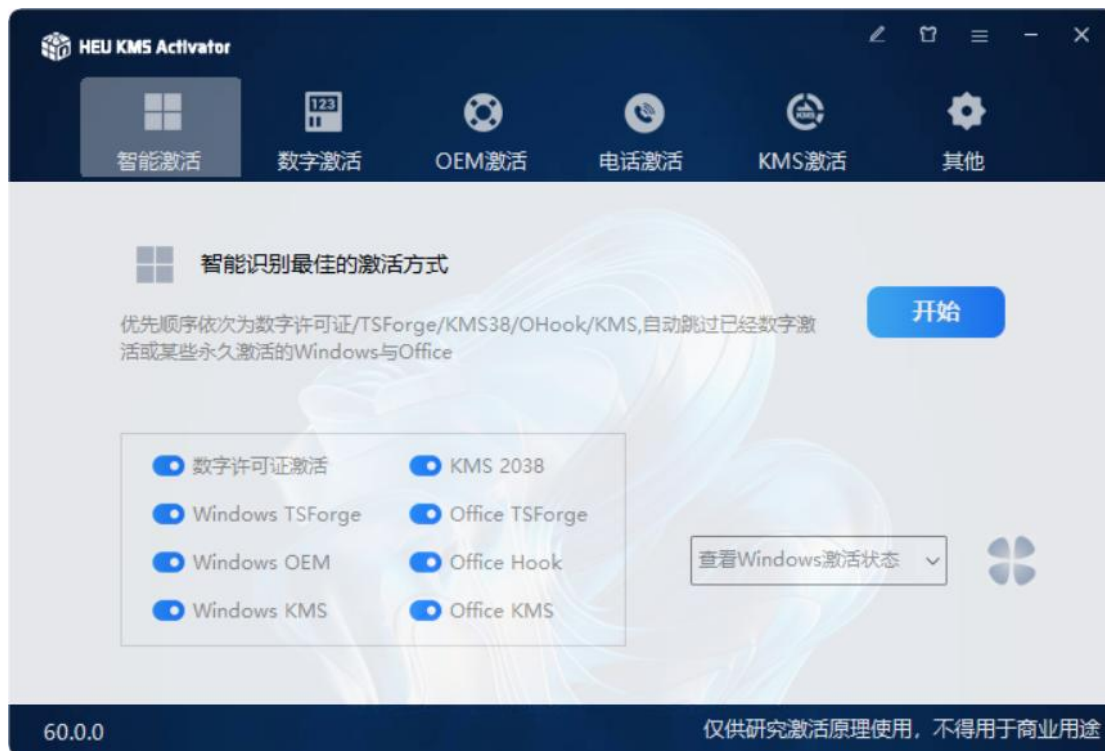 HEU KMS Activator
智能激活
123
数字激活
OEM激活
电话激活
KMS
KMS激活
其他
智能识别最佳的激活方式
优先顺序依次为数字许可证/TSForge/KMS38/OHook/KMS,自动跳过已经数字激
活或某些永久激活的Windows与Office
开始
数字许可证激活
KMS 2038
Windows TSForge
Office TSForge
Windows OEM
Office Hook
Windows KMS
Office KMS
查看Windows激活状态
60.0.0
仅供研究激活原理使用，不得用于商业用途